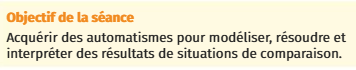 Objectif de la séance
Acquérir des automatismes pour modéliser, résoudre et
interpréter des résultats de situations de comparaison.